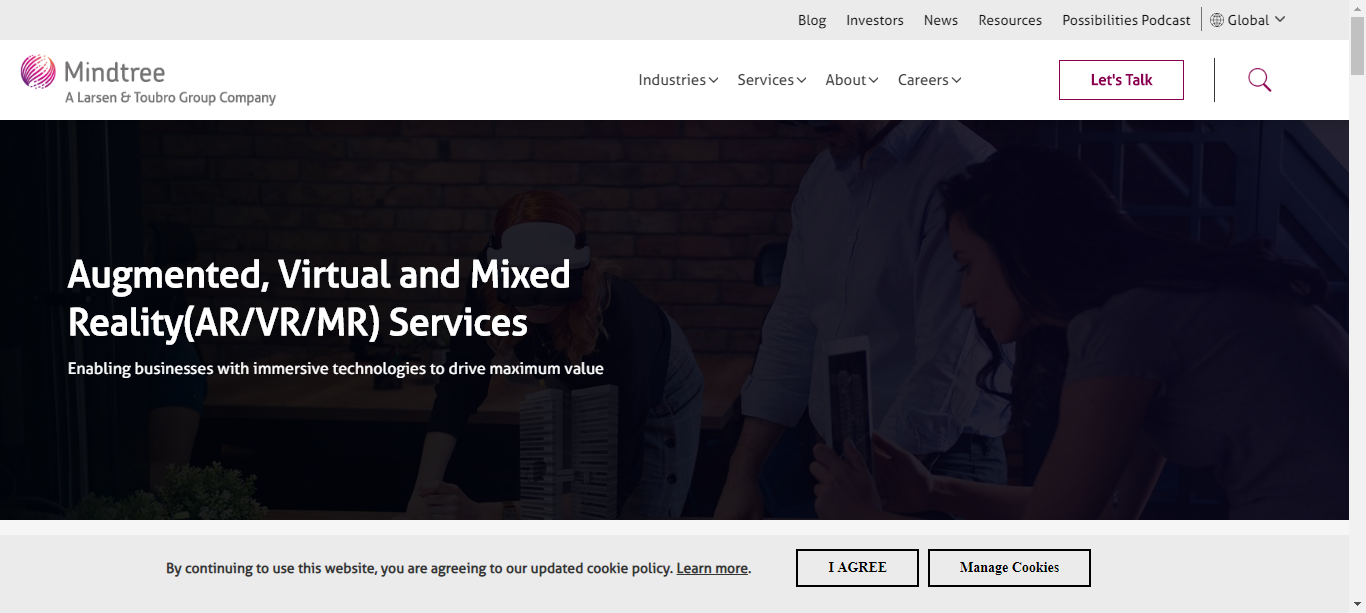 Blog Investors News Resources Possibilities Podcast Global
Mindtree
A Larsen & Toubro Group Company
Industries Services About Careers Let's Talk
Augmented, Virtual and Mixed
Reality(AR/VR/MR) Services
Enabling businesses with immersive technologies to drive maximum value
By continuing to use this website, you are agreeing to our updated cookie policy. Learn more. I AGREE Manage Cookies